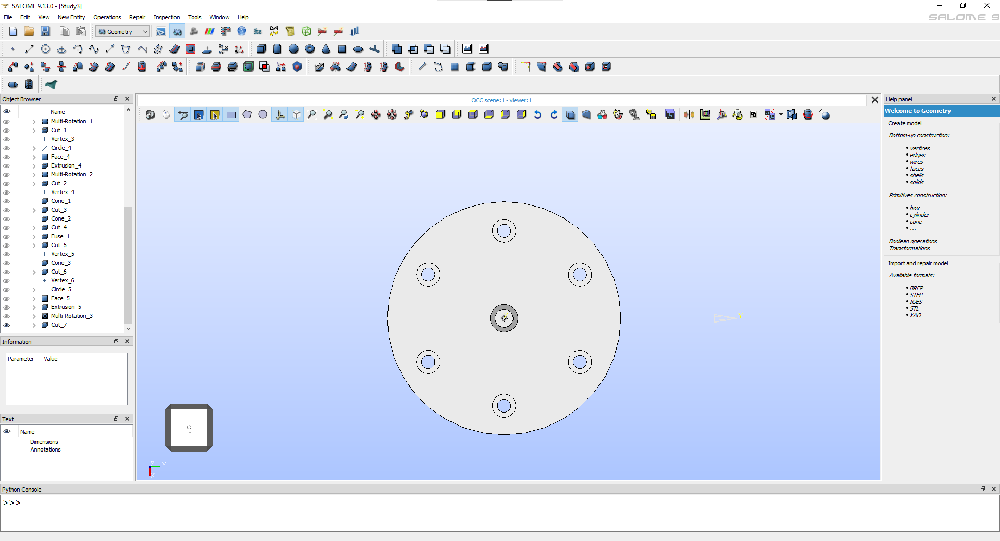 SALOME 9.13.0 - [Study3]
File Edit View New Entity Operations Repair Inspection Tools Window Help
SALOME 9
Geometry
Eficas
Object Browser
Name
Multi-Rotation_1
Cut_1
Vertex_3
Circle_4
Face_4
Extrusion_4
Multi-Rotation_2
Cut_2
Vertex_4
Cone_1
Cut_3
Cone_2
Cut_4
Fuse_1
Cut_5
Vertex_5
Cone_3
Cut_6
Vertex_6
Circle_5
Face_5
Extrusion_5
Multi-Rotation_3
Cut_7
Information
Parameter Value
Text
Name
Dimensions
Annotations
OCC scene:1 - viewer:1
Y
TOP
Z Y
X
Help panel
Welcome to Geometry
Create model
Bottom-up construction:
• vertices
• edges
• wires
• faces
• shells
• solids
Primitives construction:
• box
• cylinder
• cone
• ...
Boolean operations
Transformations
Import and repair model
Available formats:
• BREP
• STEP
• IGES
• STL
• XAO
Python Console
>>>